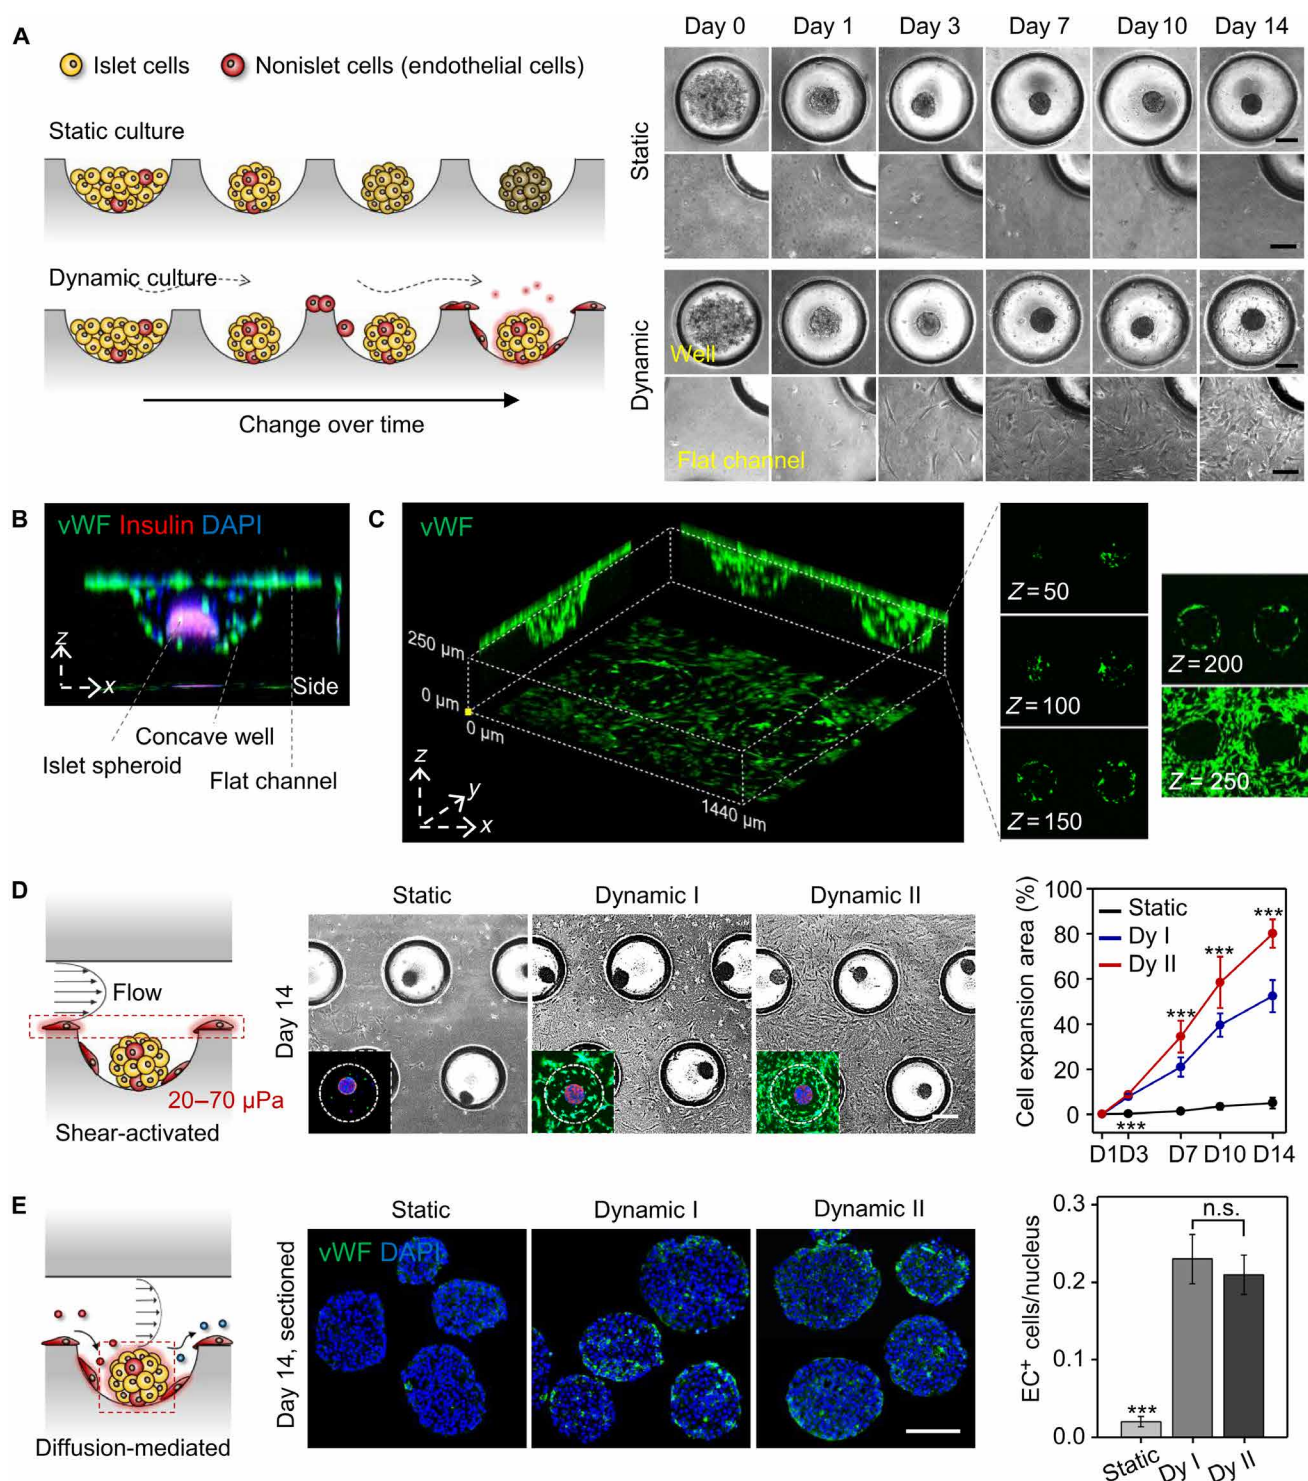 A
Islet cells
Nonislet cells (endothelial cells)
Static culture
Dynamic culture
Change over time
Day 0 Day 1 Day 3 Day 7 Day 10 Day 14
Static
Dynamic
Well
Flat channel
B
vWF Insulin DAPI
z
x
Side
Concave well
Islet spheroid
Flat channel
C
vWF
250 µm
0 µm
0 µm
1440 µm
z
y
x
Z = 50
Z = 100
Z = 150
Z = 200
Z = 250
D
Flow
20–70 µPa
Shear-activated
Static Dynamic I Dynamic II
Day 14
Cell expansion area (%)
100
80
60
40
20
0
Static
Dy I
Dy II
***
***
***
***
D1 D3 D7 D10 D14
E
Diffusion-mediated
Static Dynamic I Dynamic II
Day 14, sectioned
vWF DAPI
EC+ cells/nucleus
0.3
0.2
0.1
0.0
n.s.
***
Static Dy I Dy II